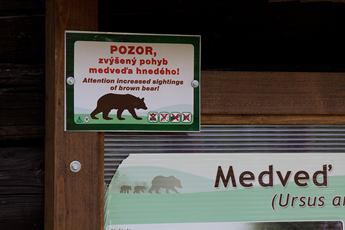 POZOR,
zvýšený pohyb
medveďa hnedého!
Attention increased sightings
of brown bear!
Medveď
(Ursus